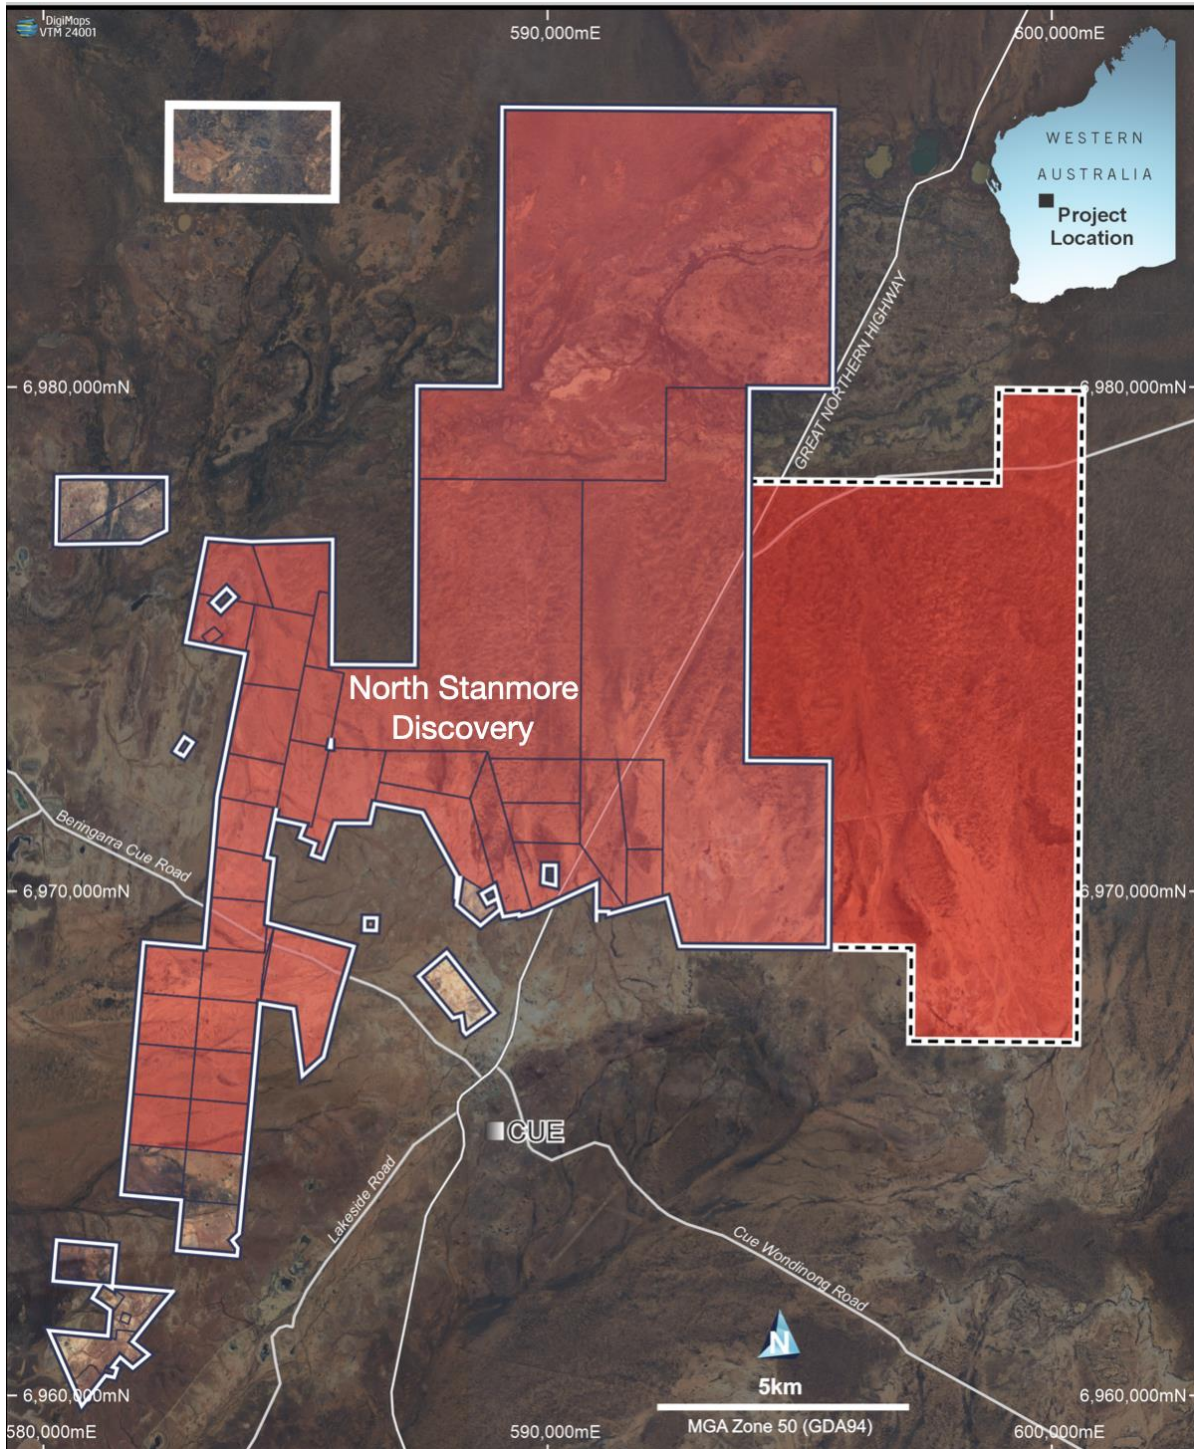 DigiMaps
VTM 24001
590,000mE
600,000mE
WESTERN
AUSTRALIA
Project
Location
GREAT NORTHERN HIGHWAY
6,980,000mN
6,980,000mN
North Stanmore
Discovery
Beringarra Cue Road
6,970,000mN
6,970,000mN
CUE
Lakeside Road
Cue Wondinong Road
N
5km
MGA Zone 50 (GDA94)
6,960,000mN
6,960,000mN
580,000mE
590,000mE
600,000mE